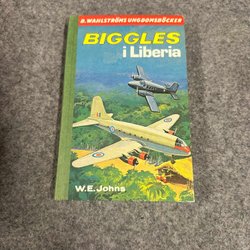 B. WAHLSTRÖMS UNGDOMSBÖCKER
BIGGLES
i Liberia
W.E. Johns